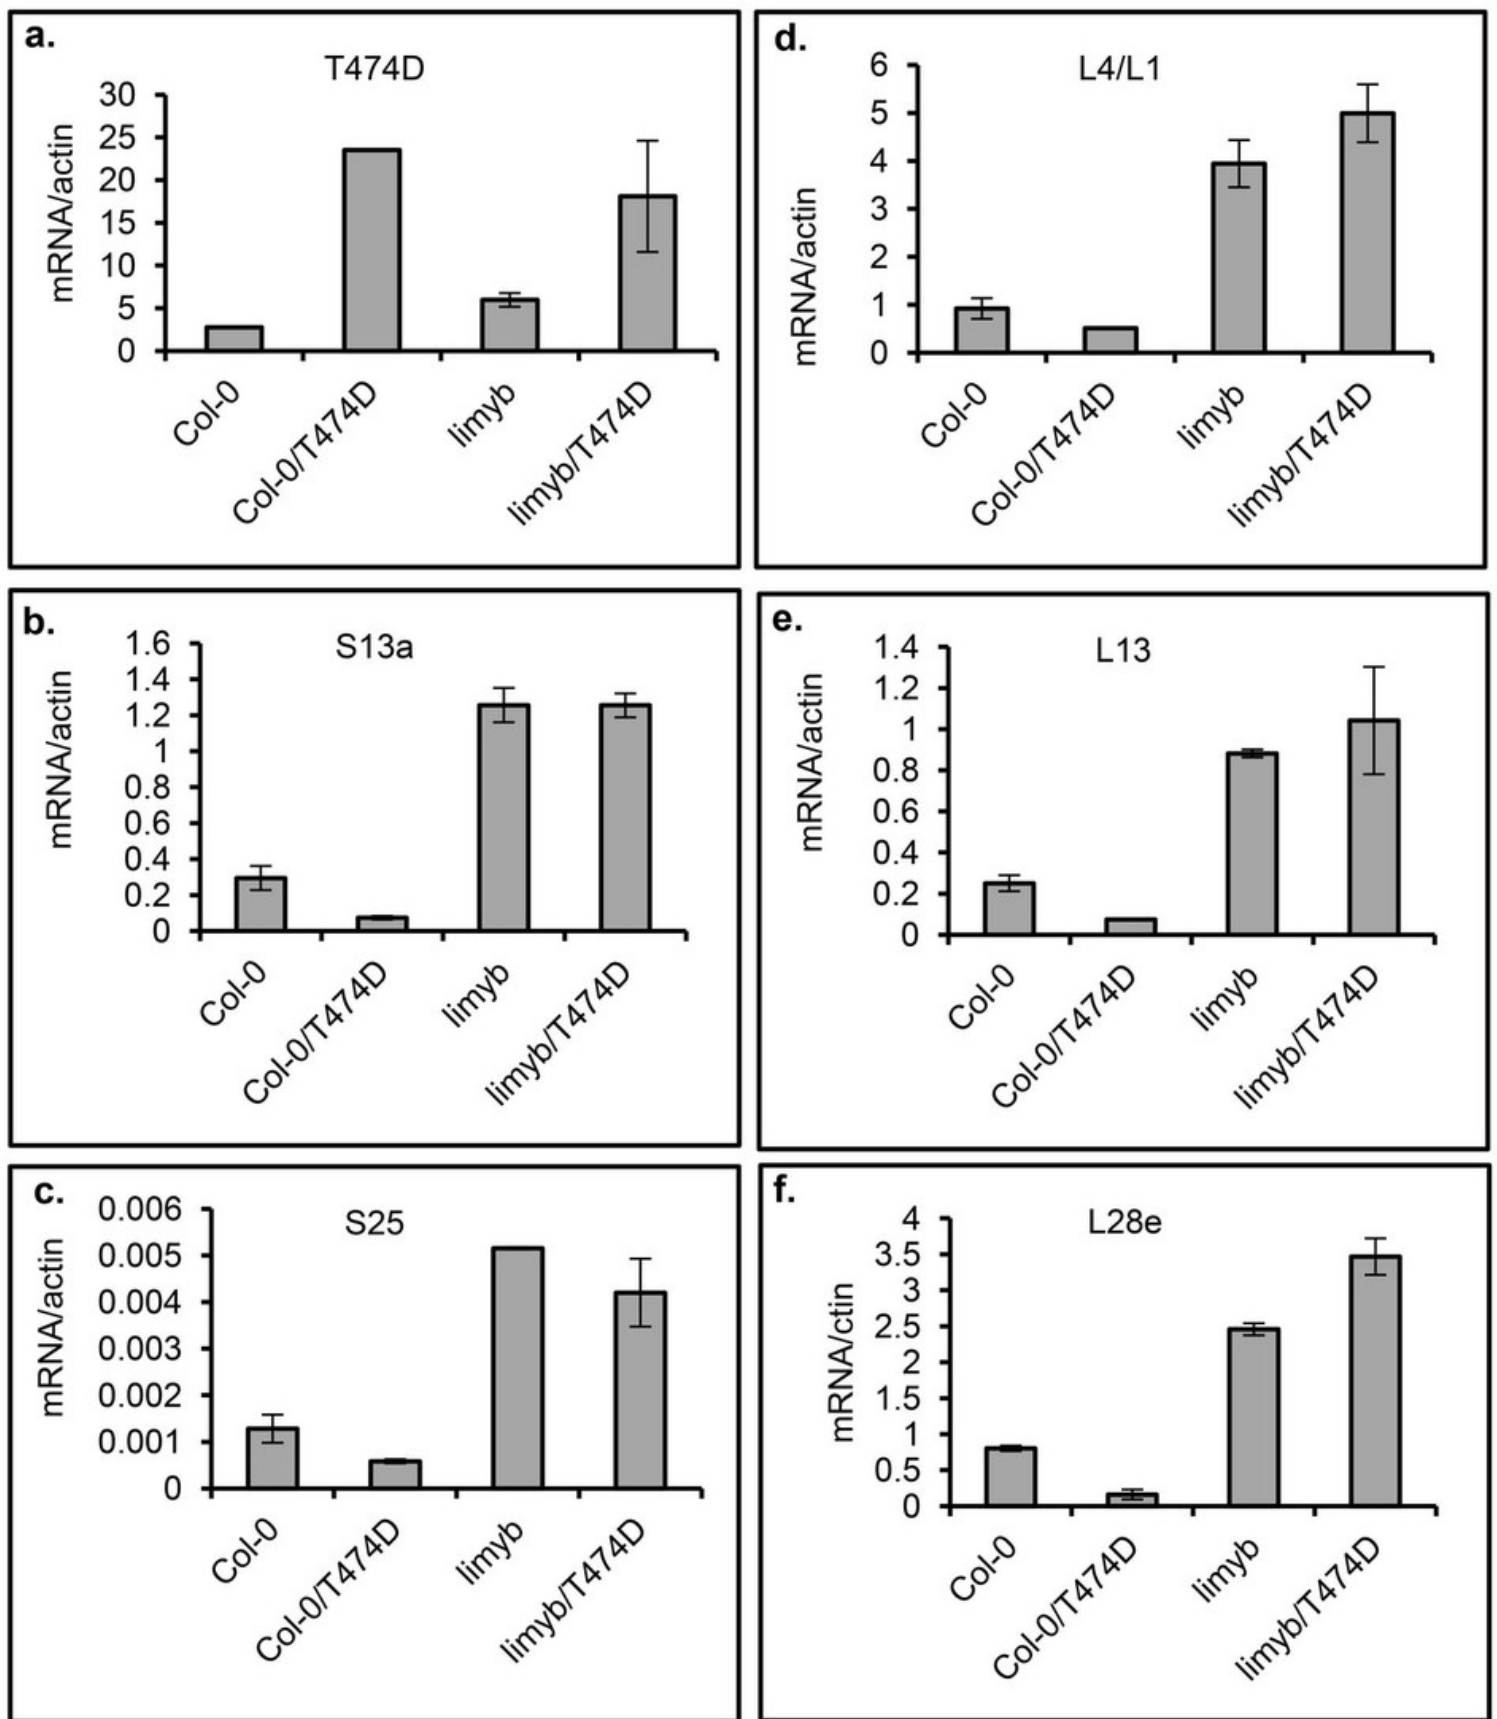 a.
T474D
mRNA/actin
30
25
20
15
10
5
0
Col-0
Col-0/T474D
limyb
limyb/T474D
d.
L4/L1
mRNA/actin
6
5
4
3
2
1
0
Col-0
Col-0/T474D
limyb
limyb/T474D
b.
S13a
mRNA/actin
1.6
1.4
1.2
1
0.8
0.6
0.4
0.2
0
Col-0
Col-0/T474D
limyb
limyb/T474D
e.
L13
mRNA/actin
1.4
1.2
1
0.8
0.6
0.4
0.2
0
Col-0
Col-0/T474D
limyb
limyb/T474D
c.
S25
mRNA/actin
0.006
0.005
0.004
0.003
0.002
0.001
0
Col-0
Col-0/T474D
limyb
limyb/T474D
f.
L28e
mRNA/ctin
4
3.5
3
2.5
2
1.5
1
0.5
0
Col-0
Col-0/T474D
limyb
limyb/T474D